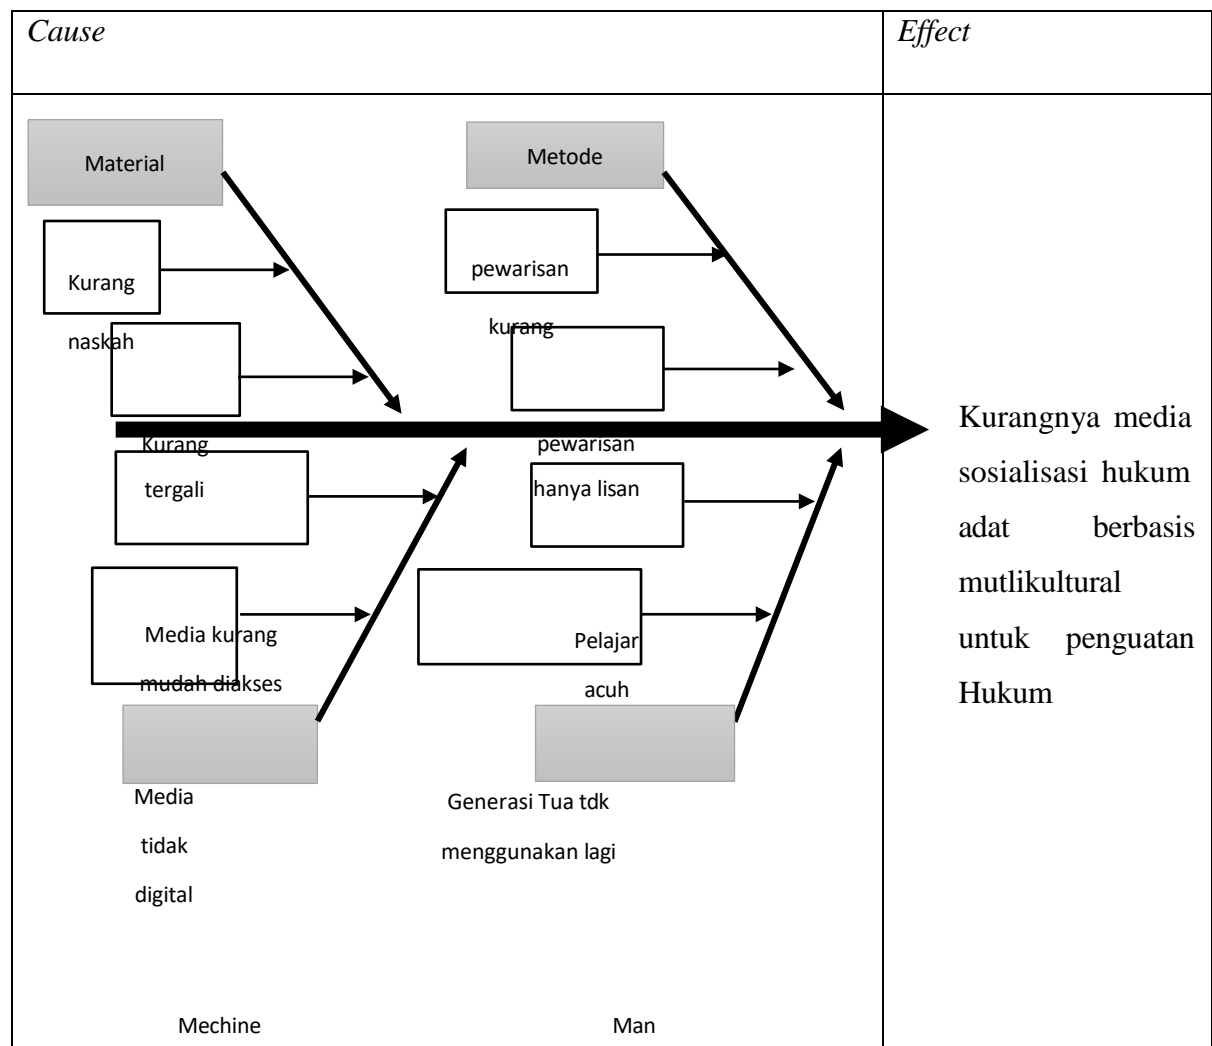 Cause
Effect
Material
Metode
Kurang
naskah
pewarisan
kurang
Kurang
tergali
pewarisan
hanya lisan
Media kurang
mudah diakses
Pelajar
acuh
Media
tidak
digital
Generasi Tua tdk
menggunakan lagi
Mechine
Man
Kurangnya media
sosialisasi hukum
adat berbasis
mutlikultural
untuk penguatan
Hukum